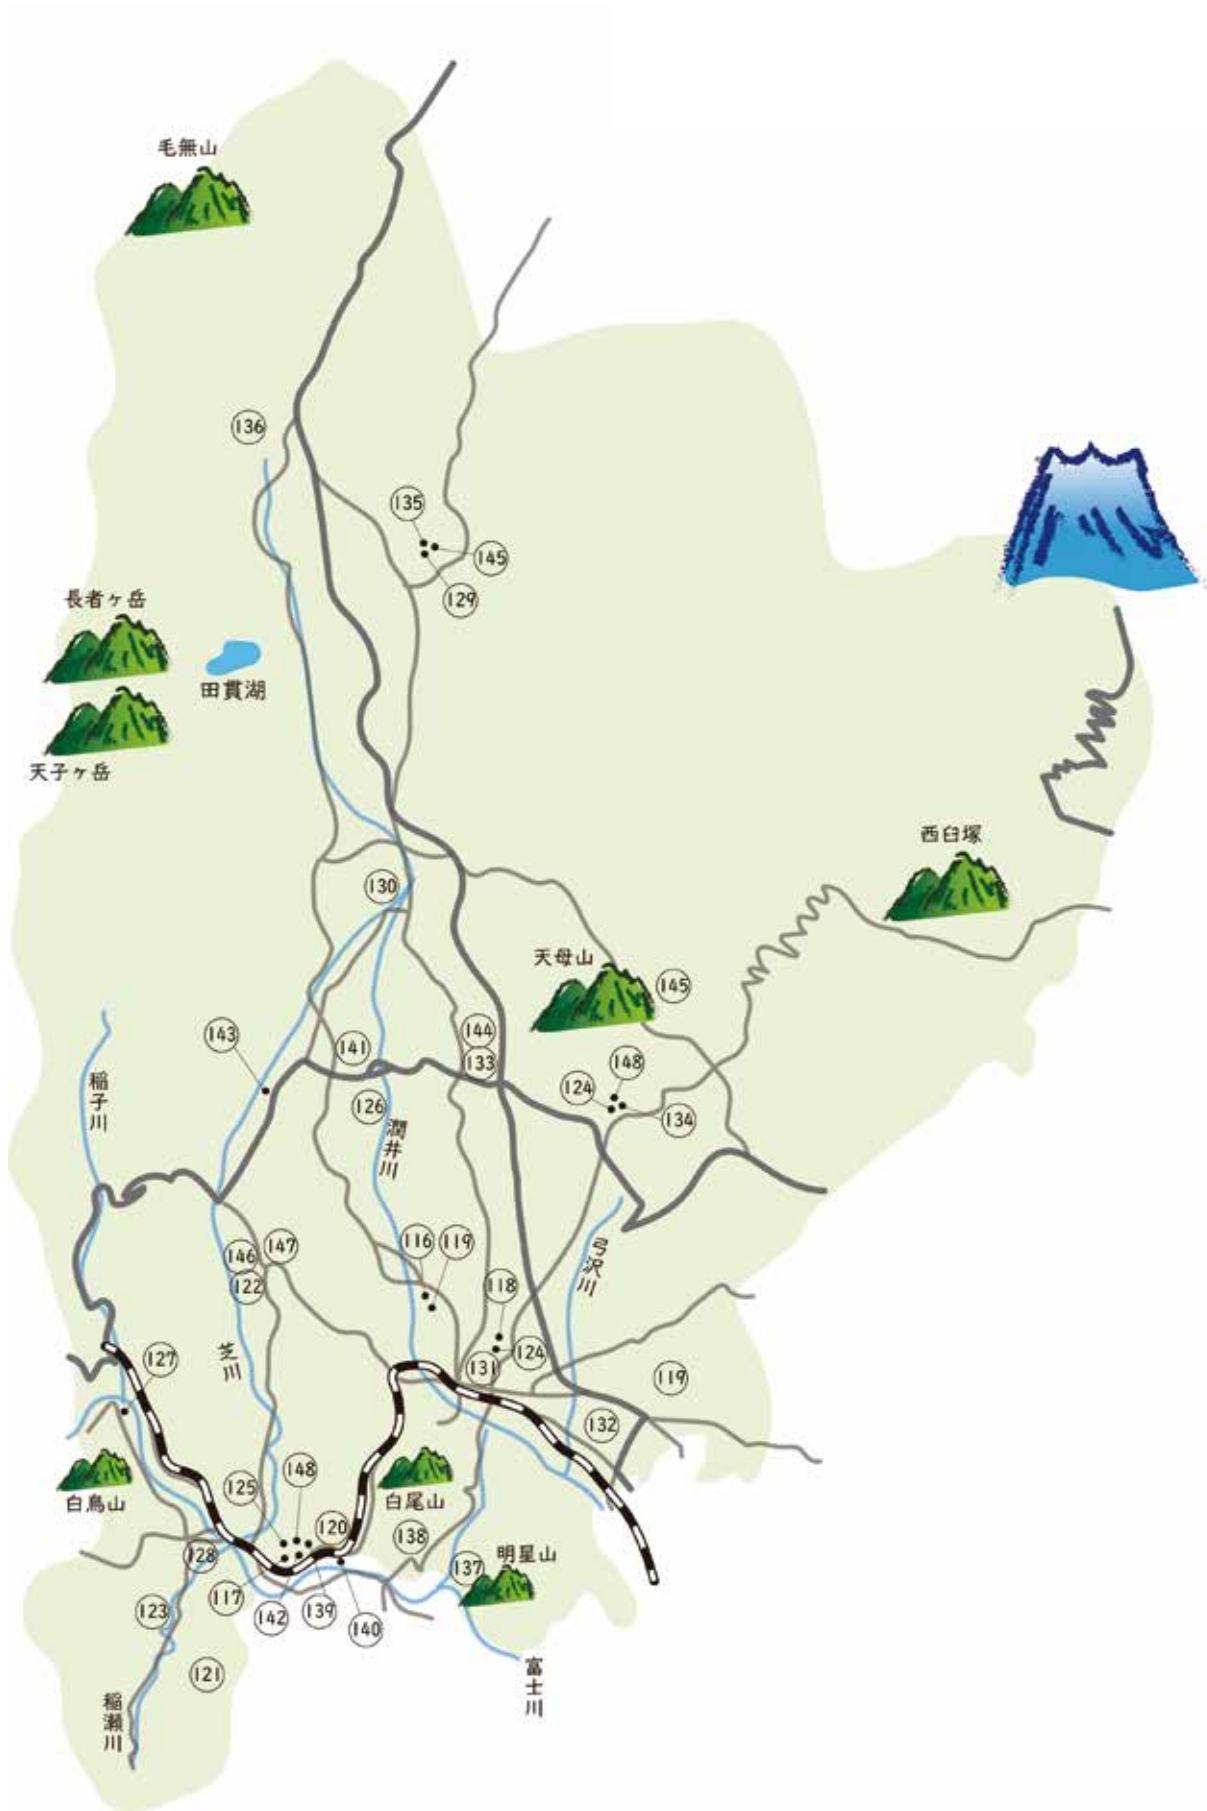 毛無山
136
135
145
129
長者ヶ岳
田貫湖
天子ヶ岳
西臼塚
130
天母山
145
143
141
144
133
148
124
134
126
稲子川
潤井川
116
119
147
146
122
118
弓沢川
124
131
芝川
127
119
132
148
125
白鳥山
白尾山
120
138
128
137
明星山
117
123
142
139
140
121
富士川
稲瀬川